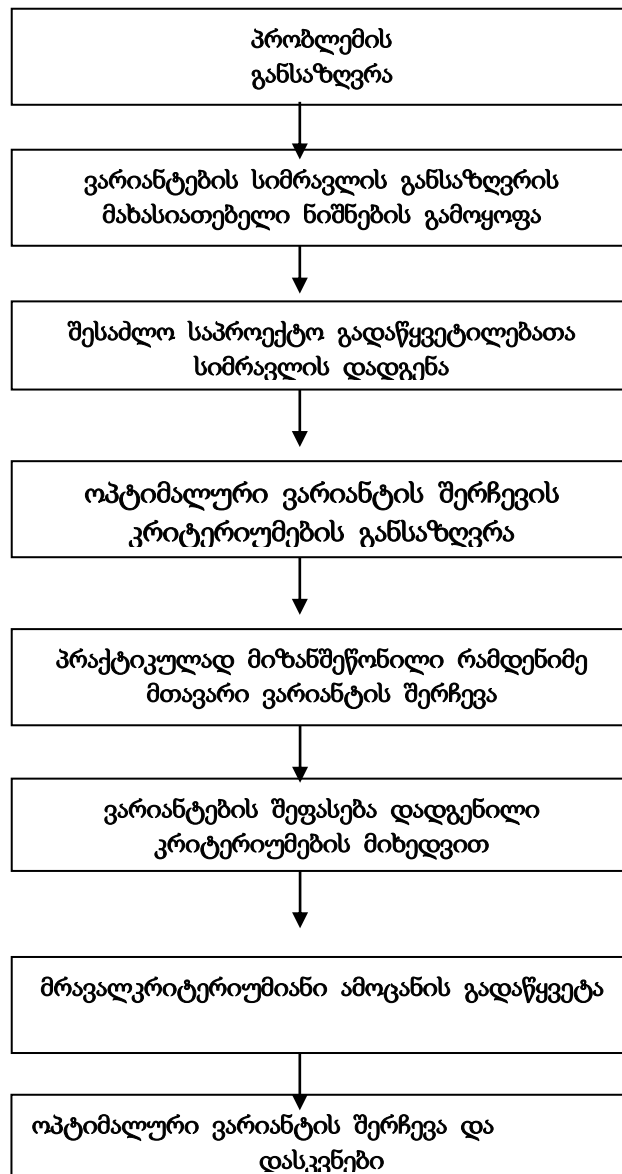 პრობლემის
განსაზღვრა
ვარიანტების სიმრავლის განსაზღვრის
მახასიათებელი ნიშნების გამოყოფა
შესაძლო საპროექტო გადაწყვეტილებათა
სიმრავლის დადგენა
ოპტიმალური ვარიანტის შერჩევის
კრიტერიუმების განსაზღვრა
პრაქტიკულად მიზანშეწონილი რამდენიმე
მთავარი ვარიანტის შერჩევა
ვარიანტების შეფასება დადგენილი
კრიტერიუმების მიხედვით
მრავალკრიტერიუმიანი ამოცანის გადაწყვეტა
ოპტიმალური ვარიანტის შერჩევა და
დასკვნები